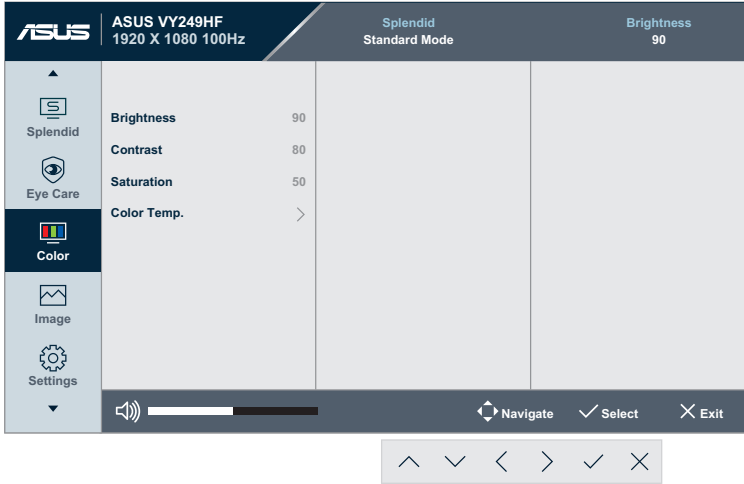 ASUS
ASUS VY249HF
1920 X 1080 100Hz
Splendid
Standard Mode
Brightness
90
Splendid
Eye Care
Color
Image
Settings
Brightness 90
Contrast 80
Saturation 50
Color Temp.
Navigate Select Exit